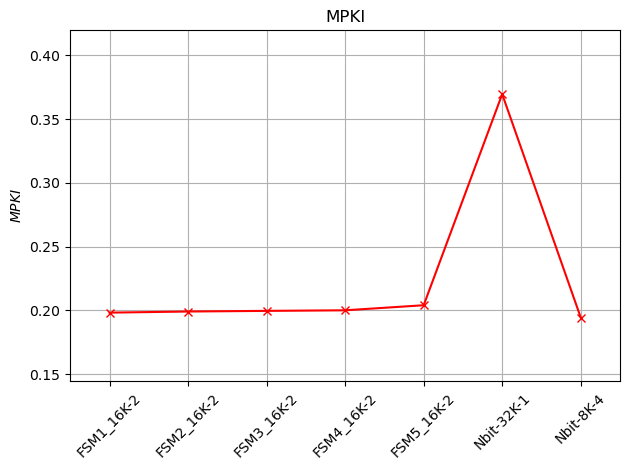 MPKI
MPKI
0.40
0.35
0.30
0.25
0.20
0.15
FSM1_16K-2
FSM2_16K-2
FSM3_16K-2
FSM4_16K-2
FSM5_16K-2
Nbit-32K-1
Nbit-8K-4